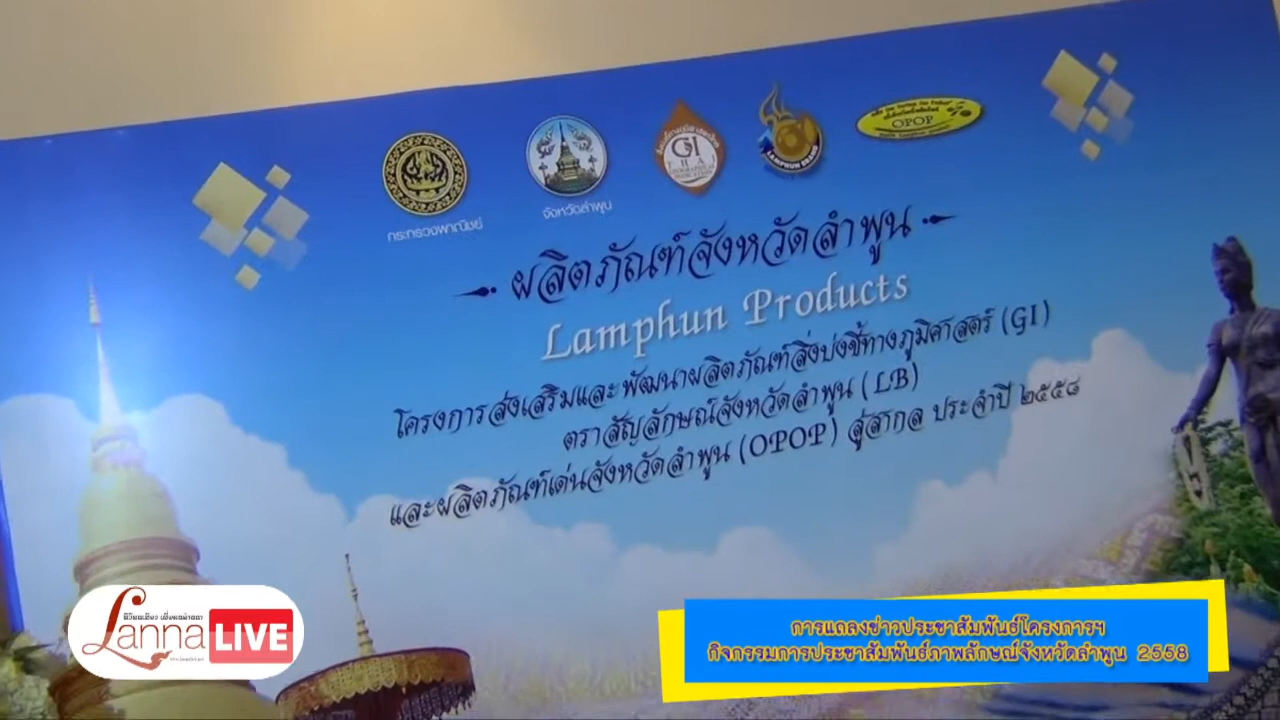 กระทรวงพาณิชย์
จังหวัดลำพูน
GI
THAI
GEOGRAPHICAL
INDICATION
LAMPHUN BRAND
OPOP
ผลิตภัณฑ์จังหวัดลำพูน
Lamphun Products
โครงการส่งเสริมและพัฒนาผลิตภัณฑ์สิ่งบ่งชี้ทางภูมิศาสตร์ (GI)
ตราสัญลักษณ์จังหวัดลำพูน (LB)
และผลิตภัณฑ์เด่นจังหวัดลำพูน (OPOP) สู่สากล ประจำปี ๒๕๕๘
Lanna LIVE
การแถลงข่าวประชาสัมพันธ์โครงการฯ
กิจกรรมการประชาสัมพันธ์ภาพลักษณ์จังหวัดลำพูน 2558